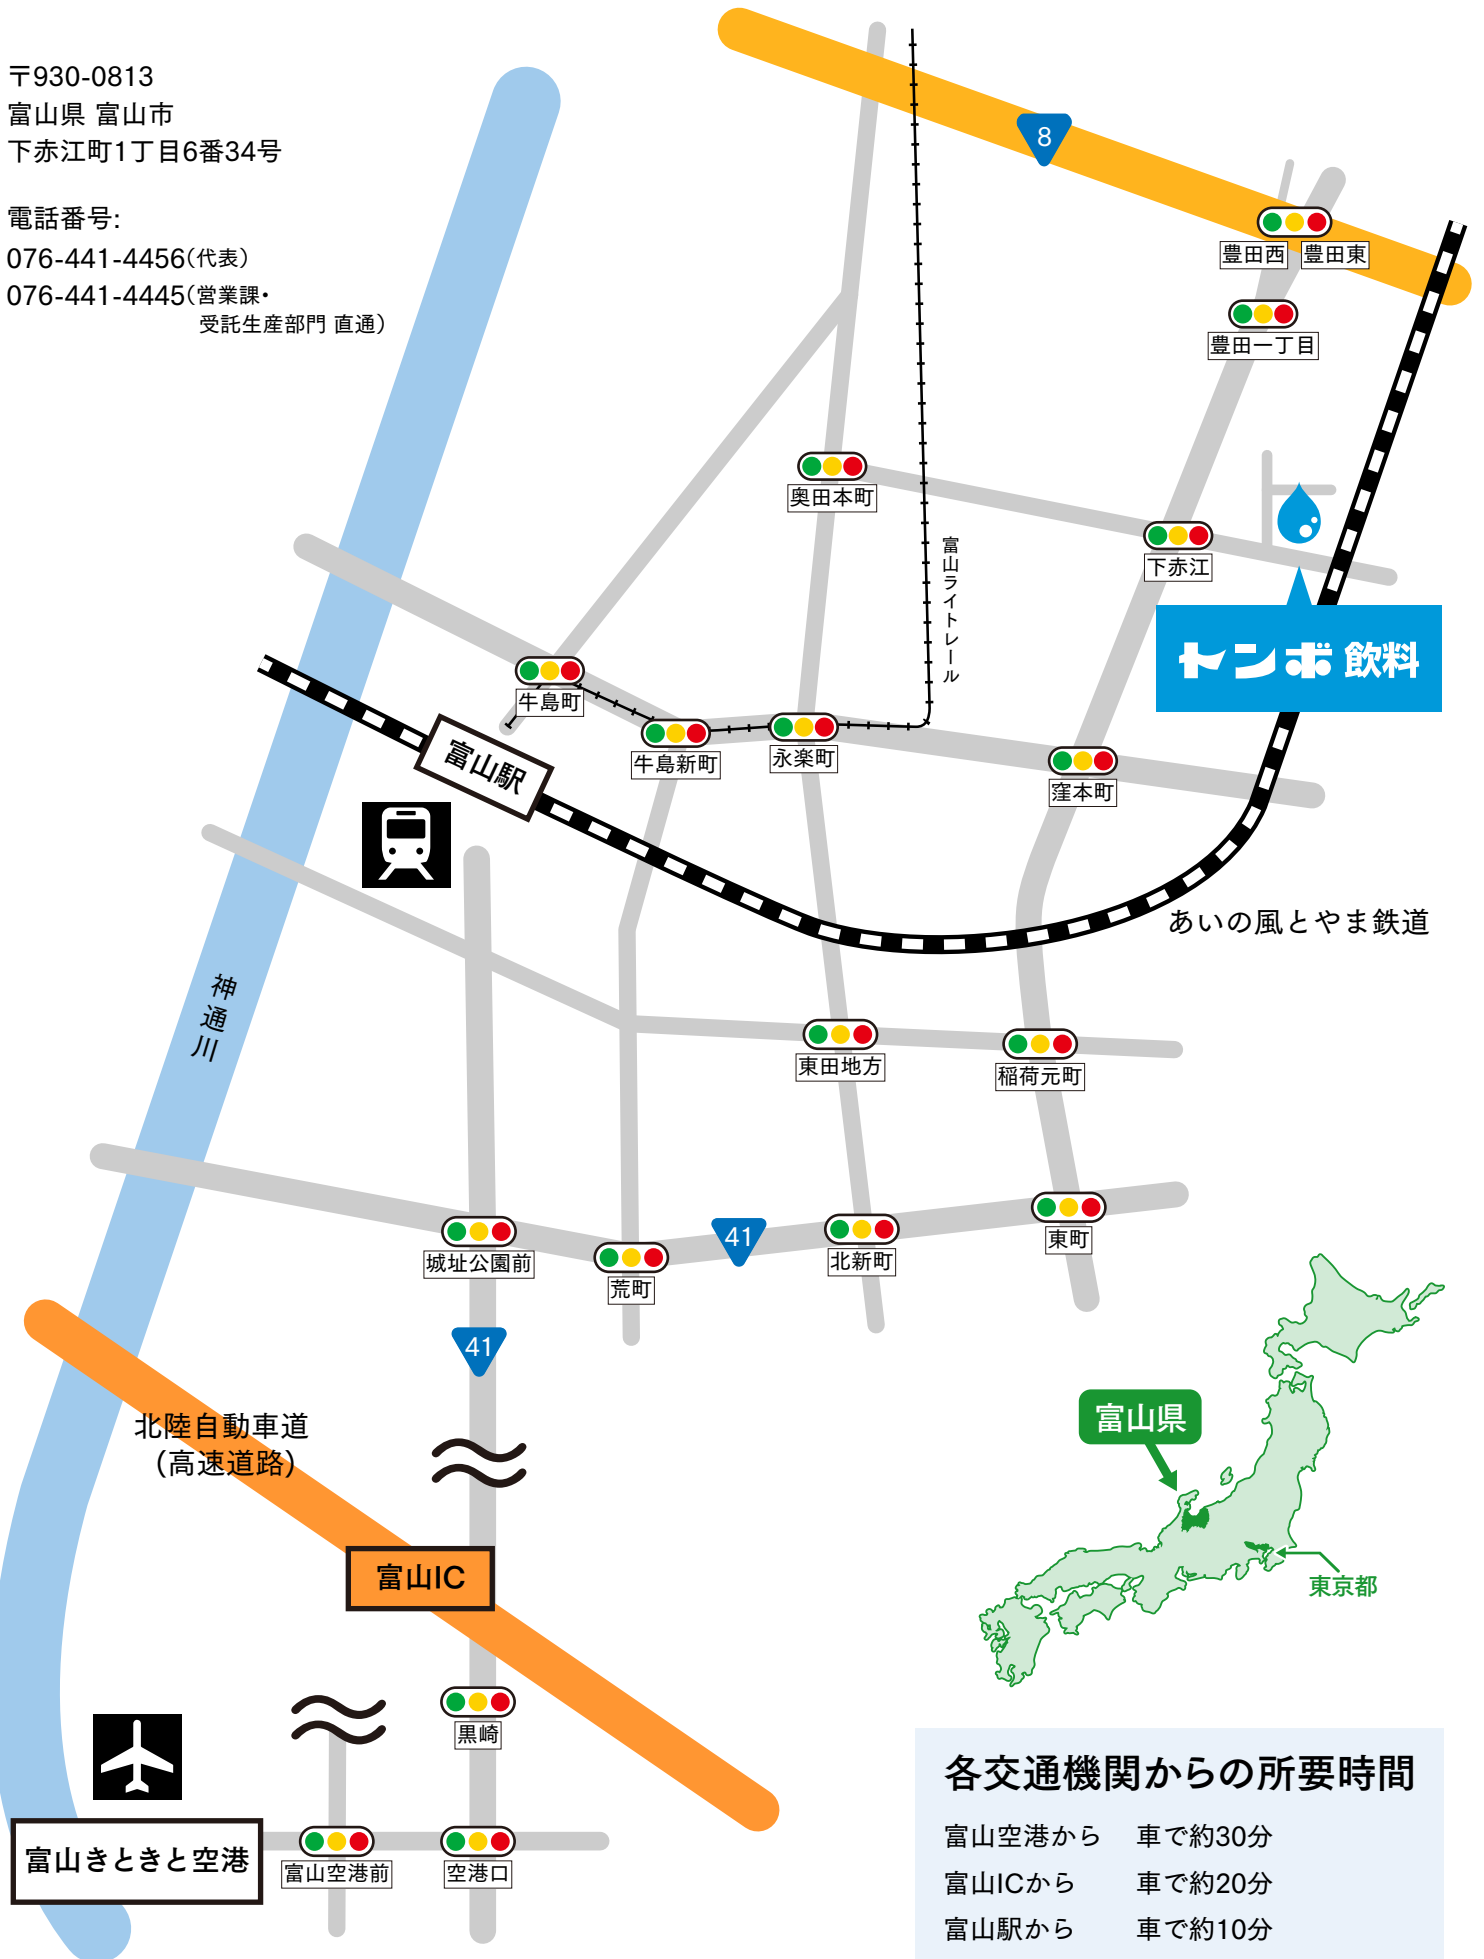 〒930-0813
富山県 富山市
下赤江町1丁目6番34号
電話番号:
076-441-4456(代表)
076-441-4445(営業課・
受託生産部門 直通)
8
豊田西
豊田東
豊田一丁目
奥田本町
富山ライトレール
下赤江
トンボ飲料
牛島町
牛島新町
永楽町
窪本町
富山駅
あいの風とやま鉄道
神通川
東田地方
稲荷元町
城址公園前
荒町
41
北新町
東町
41
北陸自動車道
(高速道路)
富山県
東京都
富山IC
黒崎
富山きときと空港
富山空港前
空港口
各交通機関からの所要時間
富山空港から 車で約30分
富山ICから 車で約20分
富山駅から 車で約10分